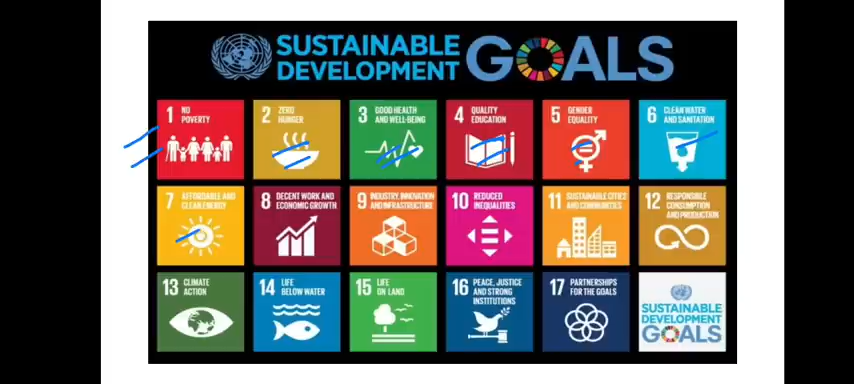 SUSTAINABLE
DEVELOPMENT
GOALS
1 NO
POVERTY
2 ZERO
HUNGER
3 GOOD HEALTH
AND WELL-BEING
4 QUALITY
EDUCATION
5 GENDER
EQUALITY
6 CLEAN WATER
AND SANITATION
7 AFFORDABLE AND
CLEAN ENERGY
8 DECENT WORK AND
ECONOMIC GROWTH
9 INDUSTRY, INNOVATION
AND INFRASTRUCTURE
10 REDUCED
INEQUALITIES
11 SUSTAINABLE CITIES
AND COMMUNITIES
12 RESPONSIBLE
CONSUMPTION
AND PRODUCTION
13 CLIMATE
ACTION
14 LIFE
BELOW WATER
15 LIFE
ON LAND
16 PEACE, JUSTICE
AND STRONG
INSTITUTIONS
17 PARTNERSHIPS
FOR THE GOALS
SUSTAINABLE
DEVELOPMENT
GOALS